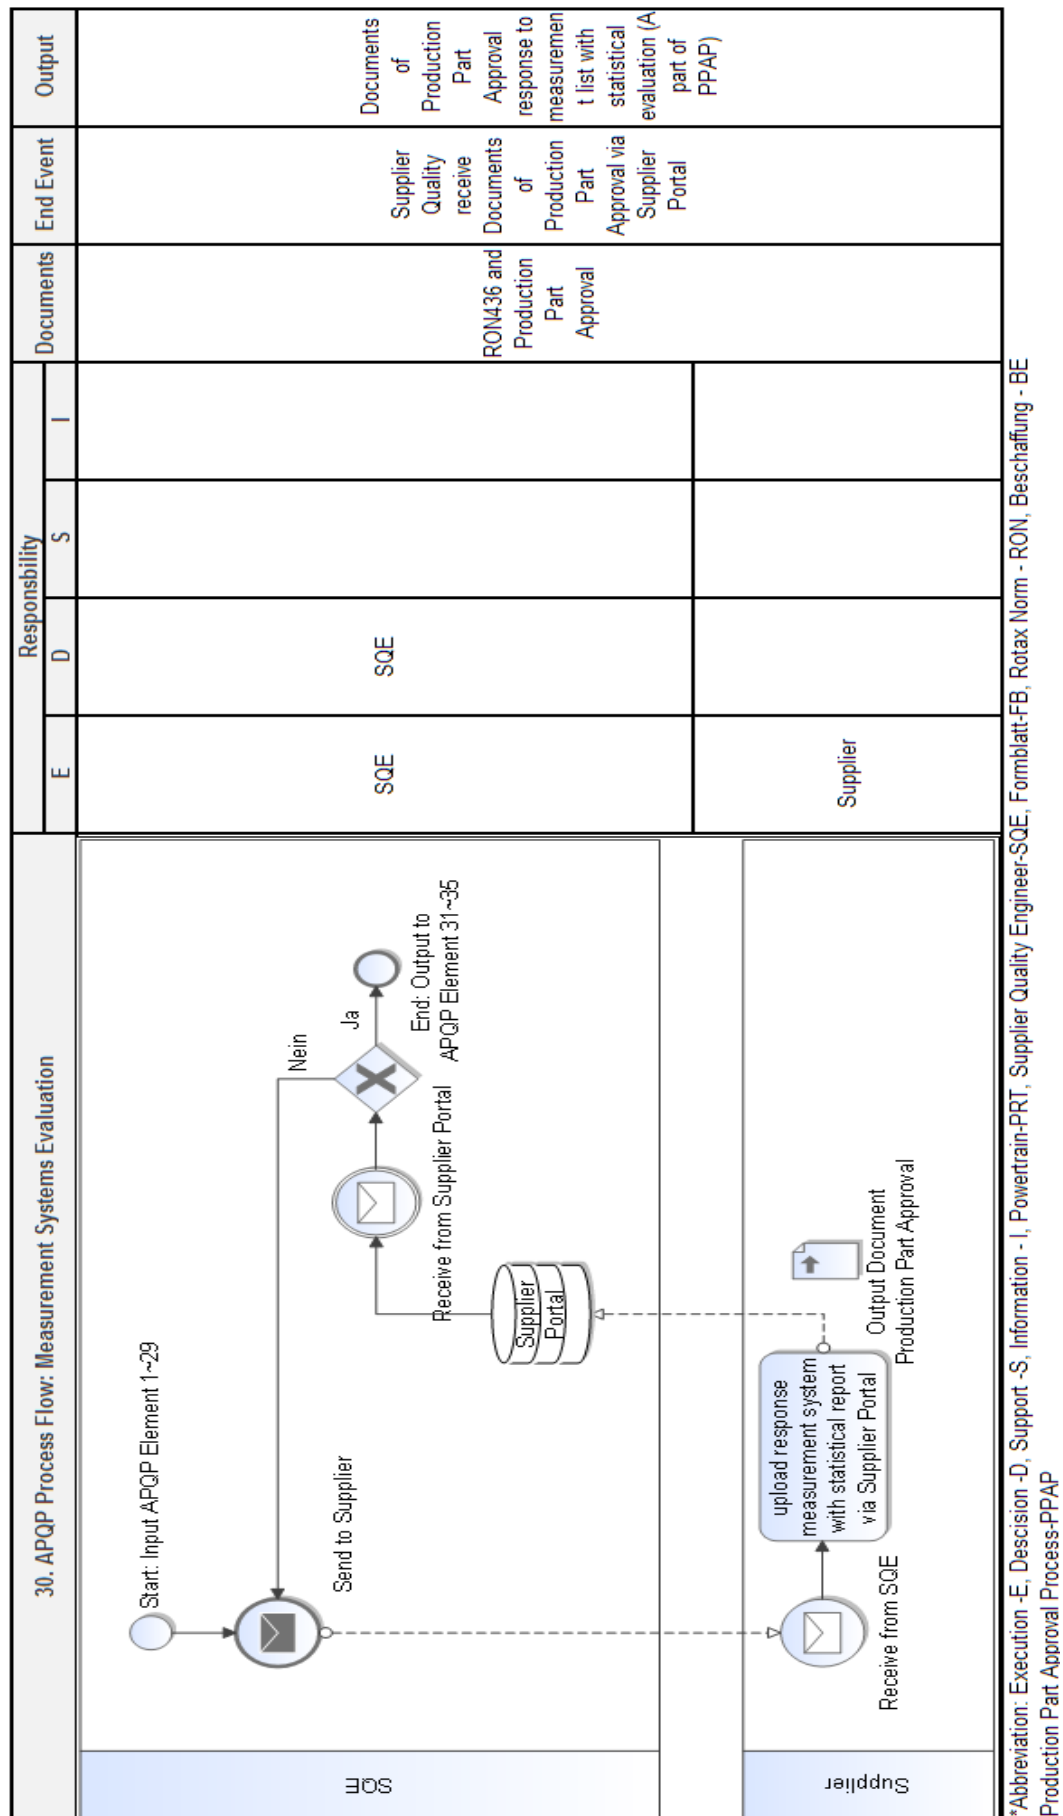 30. APQP Process Flow: Measurement Systems Evaluation
Responsbility
Documents
End Event
Output
E
D
S
I
SQE
Start: Input APQP Element 1~29
Send to Supplier
Nein
Ja
End: Output to
APQP Element 31~35
Receive from Supplier Portal
Supplier
Portal
SQE
SQE
RON436 and
Production
Part
Approval
Supplier
Quality
receive
Documents
of
Production
Part
Approval via
Supplier
Portal
Documents
of
Production
Part
Approval
response to
measuremen
t list with
statistical
evaluation (A
part of
PPAP)
Supplier
Receive from SQE
upload response
measurement system
with statistical report
via Supplier Portal
Output Document
Production Part Approval
Supplier
*Abbreviation: Execution -E, Descision -D, Support -S, Information - I, Powertrain-PRT, Supplier Quality Engineer-SQE, Formblatt-FB, Rotax Norm - RON, Beschaffung - BE
Production Part Approval Process-PPAP